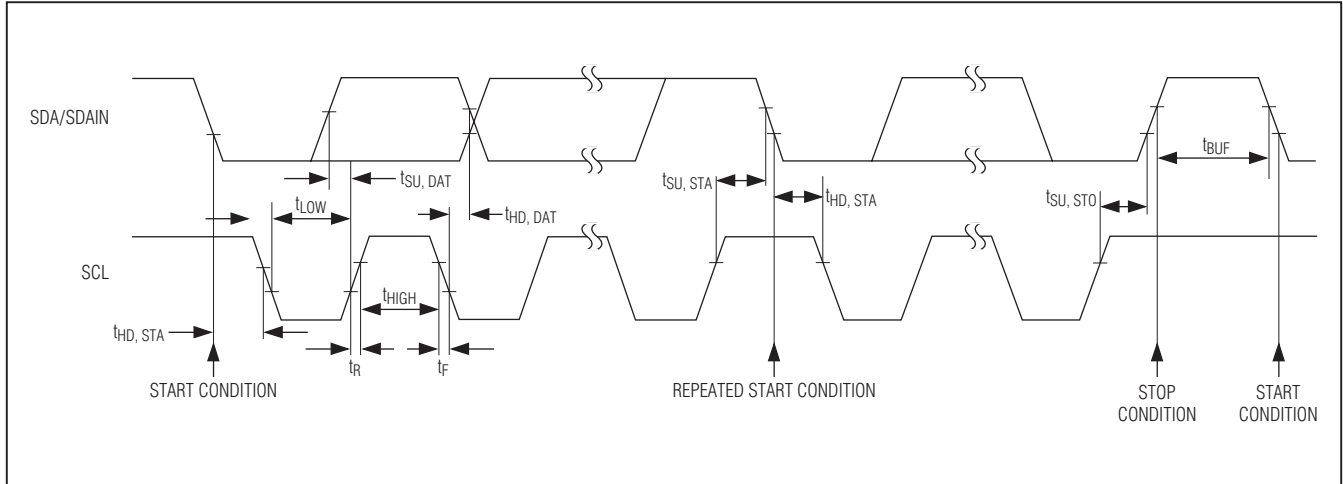 SDA/SDAIN
tSU, DAT
tSU, STA
tBUF
tLOW
tHD, DAT
tHD, STA
tSU, STO
SCL
tHIGH
tHD, STA
tR
tF
START CONDITION
REPEATED START CONDITION
STOP
CONDITION
START
CONDITION